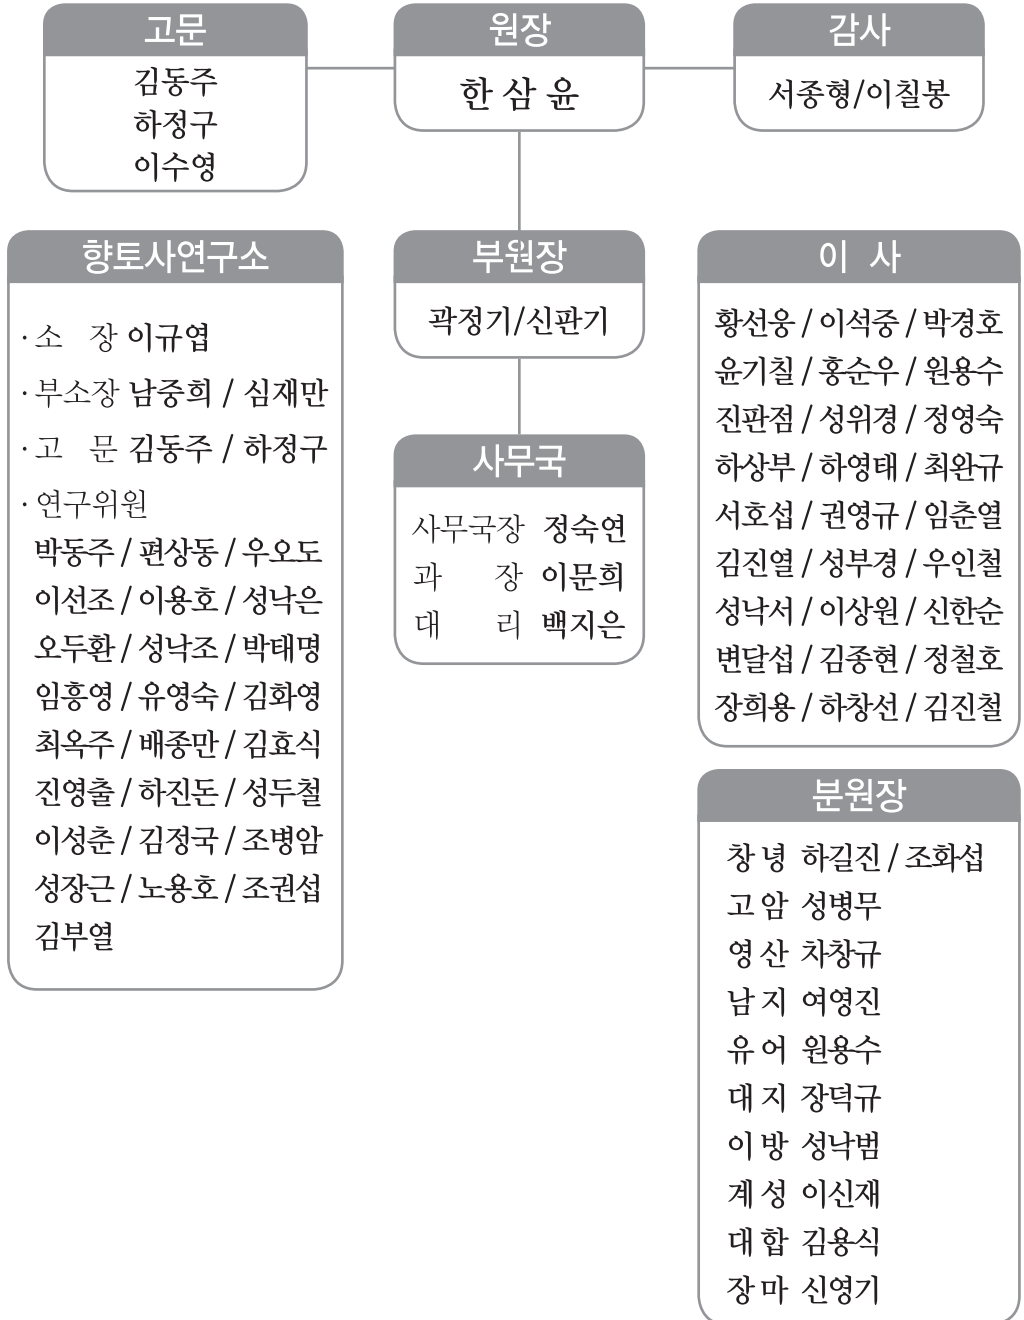 고문
김동주
하정구
이수영
원장
한 삼 윤
감사
서종형/이칠봉
향토사연구소
· 소 장 이규엽
· 부소장 남중희 / 심재만
· 고 문 김동주 / 하정구
· 연구위원
박동주 / 편상동 / 우오도
이선조 / 이용호 / 성낙은
오두환 / 성낙조 / 박태명
임흥영 / 유영숙 / 김화영
최옥주 / 배종만 / 김효식
진영출 / 하진돈 / 성두철
이성춘 / 김정국 / 조병암
성장근 / 노용호 / 조권섭
김부열
부원장
곽정기/신판기
사무국
사무국장 정숙연
과 장 이문희
대 리 백지은
이 사
황선웅 / 이석중 / 박경호
윤기칠 / 홍순우 / 원용수
진판점 / 성위경 / 정영숙
하상부 / 하영태 / 최완규
서호섭 / 권영규 / 임춘열
김진열 / 성부경 / 우인철
성낙서 / 이상원 / 신한순
변달섭 / 김종현 / 정철호
장희용 / 하창선 / 김진철
분원장
창 녕 하길진 / 조화섭
고 암 성병무
영 산 차창규
남 지 여영진
유 어 원용수
대 지 장덕규
이 방 성낙범
계 성 이신재
대 합 김용식
장 마 신영기